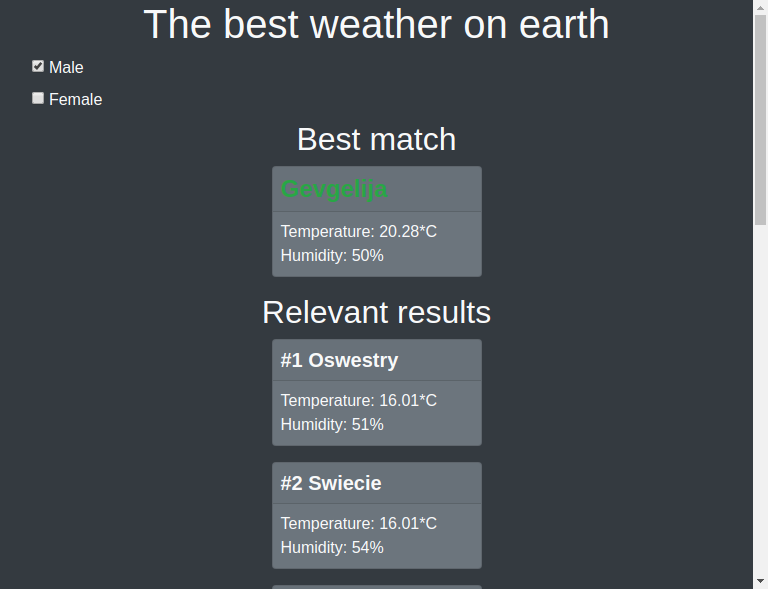 The best weather on earth
Male
Female
Best match
Gevgelija
Temperature: 20.28*C
Humidity: 50%
Relevant results
#1 Oswestry
Temperature: 16.01*C
Humidity: 51%
#2 Swiecie
Temperature: 16.01*C
Humidity: 54%